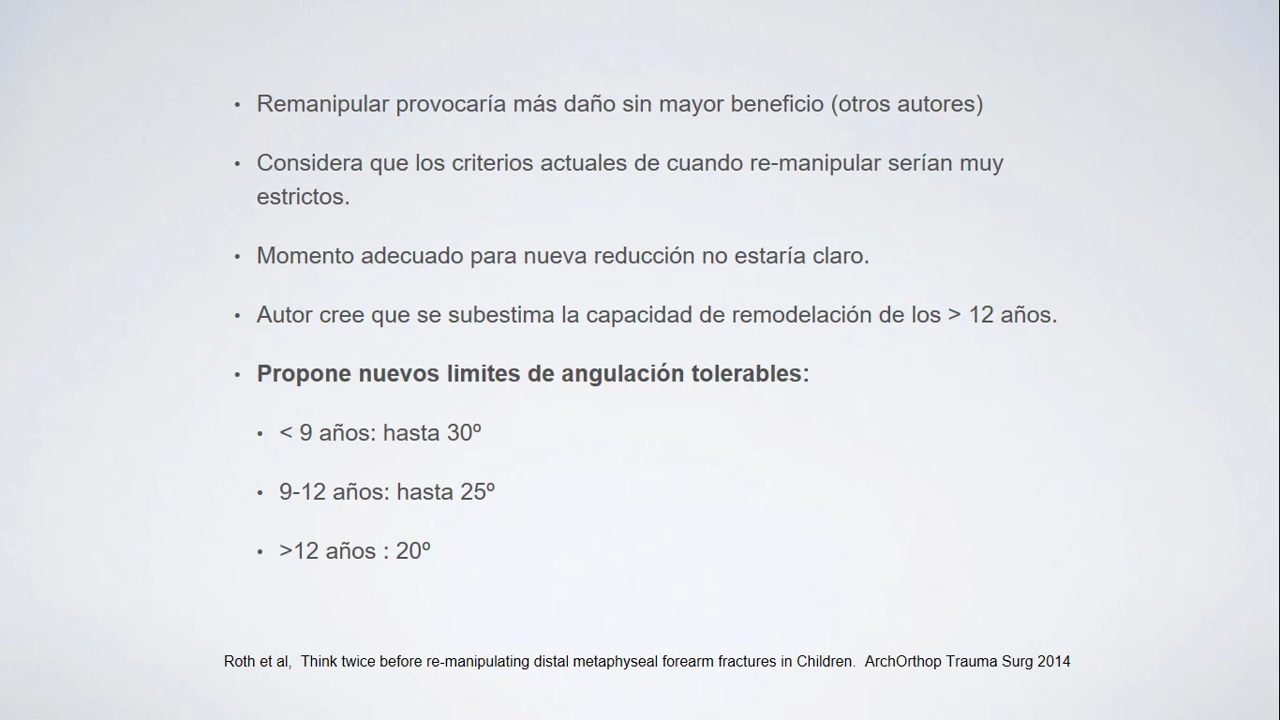 • Remanipular provocaría más daño sin mayor beneficio (otros autores)
• Considera que los criterios actuales de cuando re-manipular serían muy
estrictos.
• Momento adecuado para nueva reducción no estaría claro.
• Autor cree que se subestima la capacidad de remodelación de los > 12 años.
• Propone nuevos limites de angulación tolerables:
• < 9 años: hasta 30º
• 9-12 años: hasta 25º
• >12 años : 20º
Roth et al,  Think twice before re-manipulating distal metaphyseal forearm fractures in Children.  ArchOrthop Trauma Surg 2014